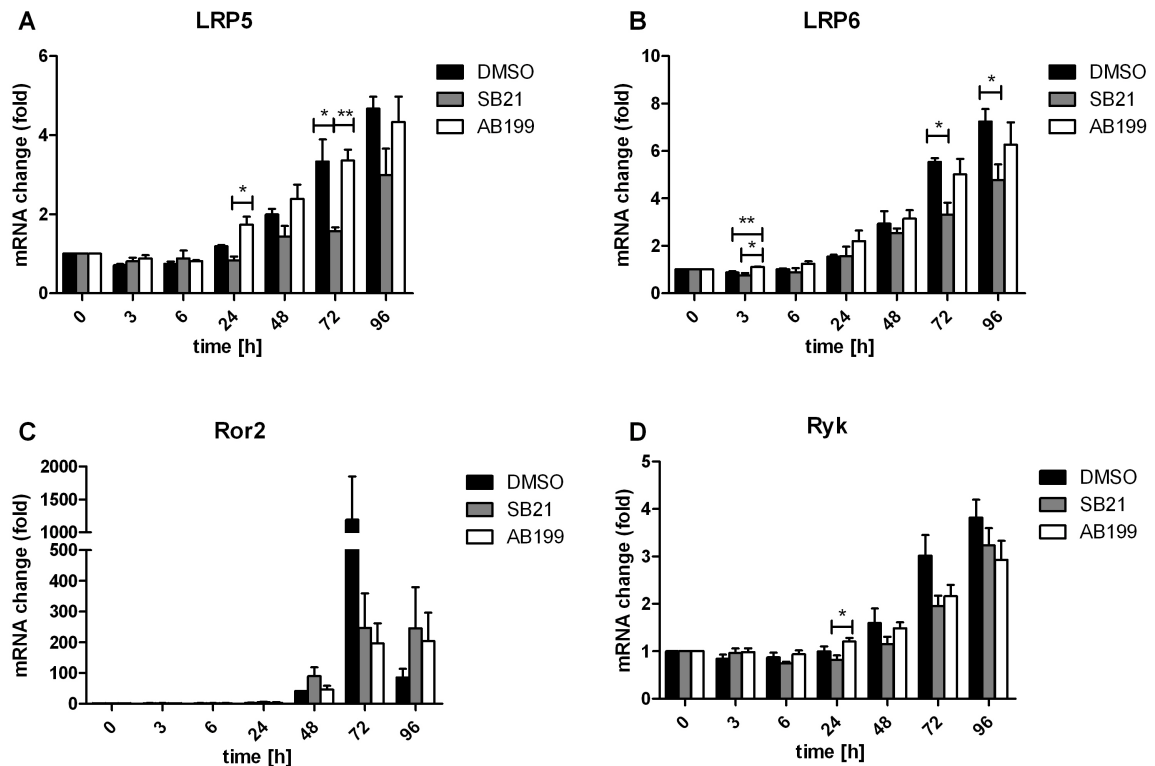 A
LRP5
mRNA change (fold)
6
4
2
0
* **
*
0 3 6 24 48 72 96
time [h]
DMSO
SB21
AB199
B
LRP6
mRNA change (fold)
10
8
6
4
2
0
**
*
*
*
0 3 6 24 48 72 96
time [h]
DMSO
SB21
AB199
C
Ror2
mRNA change (fold)
2000
1500
1000
500
400
300
200
100
0
0 3 6 24 48 72 96
time [h]
DMSO
SB21
AB199
D
Ryk
mRNA change (fold)
5
4
3
2
1
0
*
0 3 6 24 48 72 96
time [h]
DMSO
SB21
AB199